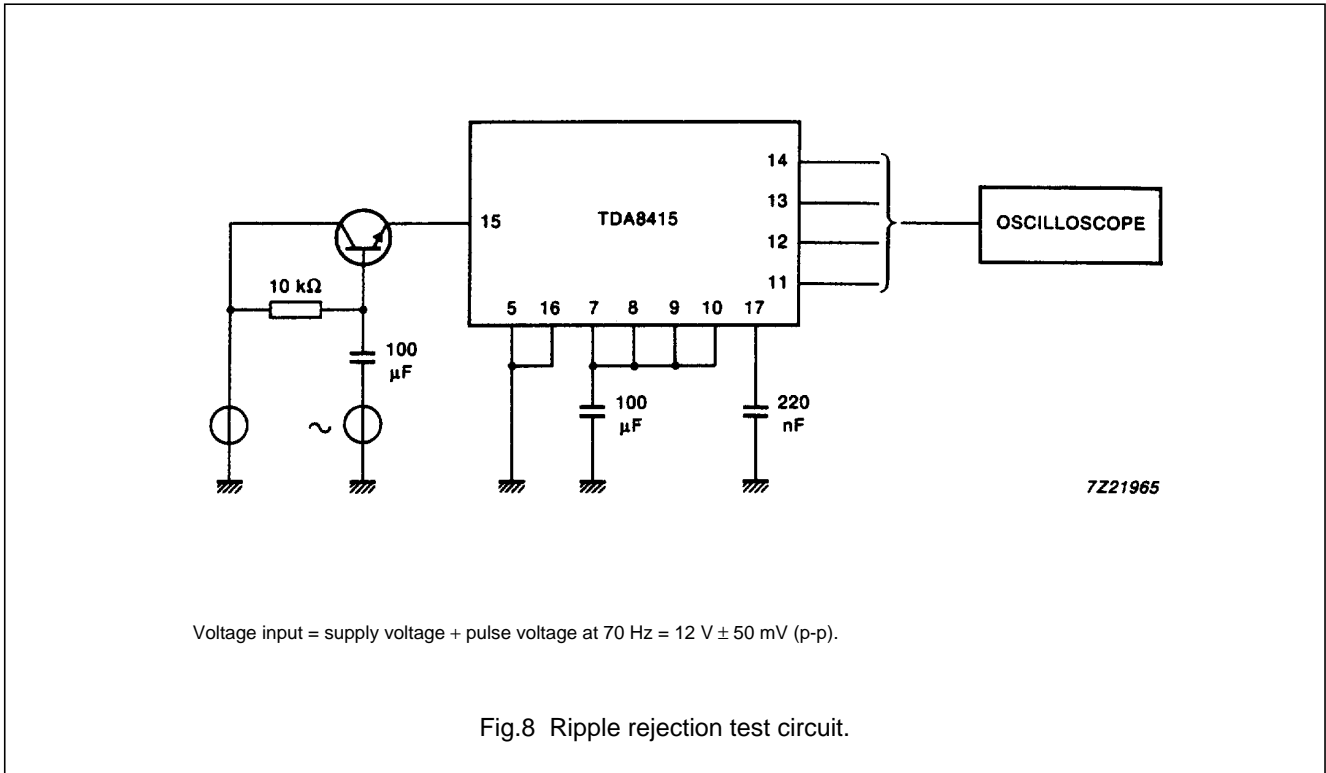 14
13
15
TDA8415
OSCILLOSCOPE
12
11
10 kΩ
5 16 7 8 9 10 17
100
μF
100
μF
220
nF
~
7Z21965
Voltage input = supply voltage + pulse voltage at 70 Hz = 12 V ± 50 mV (p-p).
Fig.8 Ripple rejection test circuit.